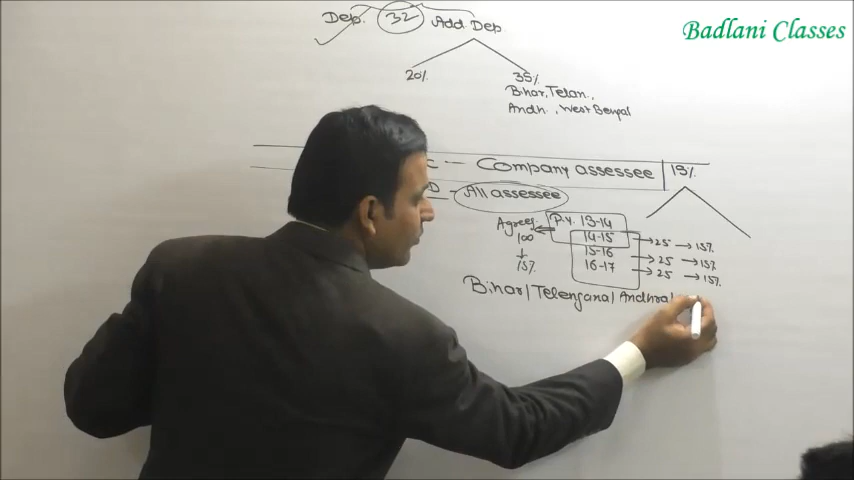 Badlani Classes
Dep. 32 Add Dep.
20% 35%
Bihar, Telan.,
Andh., West Bengal
C - Company assessee 15%
D - All assessee
P.Y. 13-14
Agree.
100 14-15 → 25 → 15%
15-16 → 25 → 15%
15% 16-17 → 25 → 15%
Bihar/Telengana/Andhra/